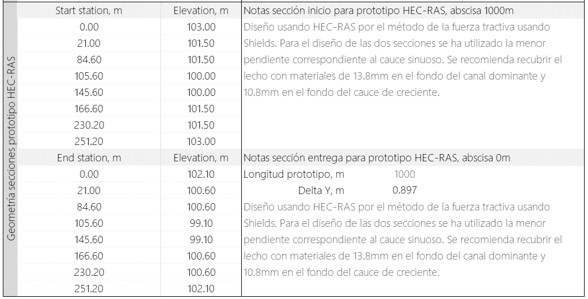 Geometría secciones prototipo HEC-RAS
Start station, m Elevation, m Notas sección inicio para prototipo HEC-RAS, abscisa 1000m
0.00 103.00 Diseño usando HEC-RAS por el método de la fuerza tractiva usando
21.00 101.50 Shields. Para el diseño de las dos secciones se ha utilizado la menor
84.60 101.50 pendiente correspondiente al cauce sinuoso. Se recomienda recubrir el
105.60 100.00 lecho con materiales de 13.8mm en el fondo del canal dominante y
145.60 100.00 10.8mm en el fondo del cauce de creciente.
166.60 101.50
230.20 101.50
251.20 103.00
End station, m Elevation, m Notas sección entrega para prototipo HEC-RAS, abscisa 0m
0.00 102.10 Longitud prototipo, m 1000
21.00 100.60 Delta Y, m 0.897
84.60 100.60 Diseño usando HEC-RAS por el método de la fuerza tractiva usando
105.60 99.10 Shields. Para el diseño de las dos secciones se ha utilizado la menor
145.60 99.10 pendiente correspondiente al cauce sinuoso. Se recomienda recubrir el
166.60 100.60 lecho con materiales de 13.8mm en el fondo del canal dominante y
230.20 100.60 10.8mm en el fondo del cauce de creciente.
251.20 102.10